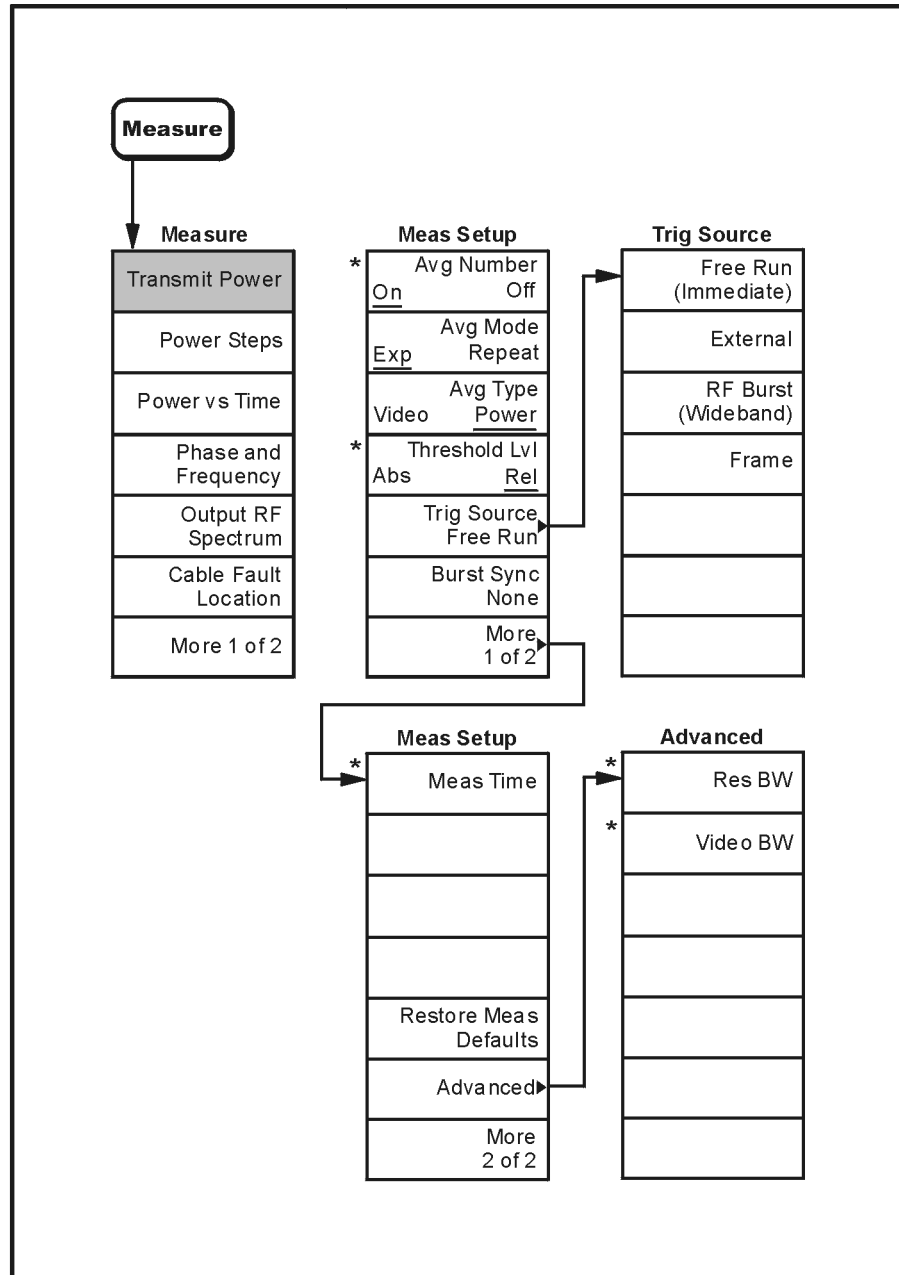 Measure
Measure
Transmit Power
Power Steps
Power vs Time
Phase and
Frequency
Output RF
Spectrum
Cable Fault
Location
More 1 of 2
Meas Setup
* Avg Number
On Off
Avg Mode
Exp Repeat
Avg Type
Video Power
* Threshold Lvl
Abs Rel
Trig Source
Free Run
Burst Sync
None
More
1 of 2
Trig Source
Free Run
(Immediate)
External
RF Burst
(Wideband)
Frame
Meas Setup
* Meas Time
Restore Meas
Defaults
Advanced
More
2 of 2
Advanced
* Res BW
* Video BW